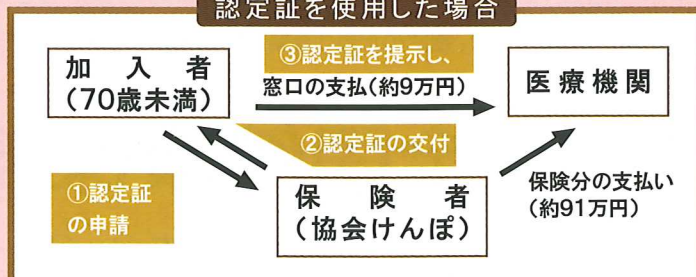 認定証を使用した場合
加入者
(70歳未満)
③認定証を提示し、
窓口の支払(約9万円)
医療機関
②認定証の交付
①認定証
の申請
保険者
(協会けんぽ)
保険分の支払い
(約91万円)